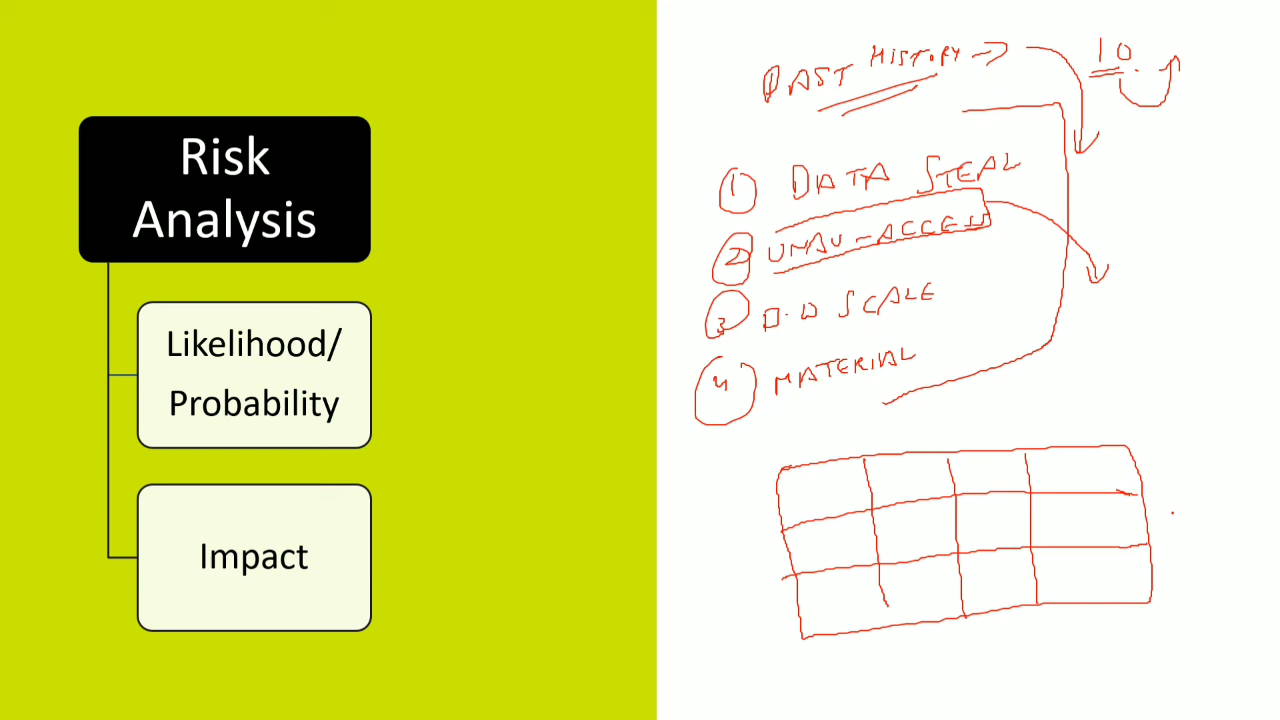 Risk
Analysis
Likelihood/
Probability
Impact
PAST HISTORY → 10
1 DATA STEAL
2 UNAU-ACCESS
3 SCALE
4 MATERIAL